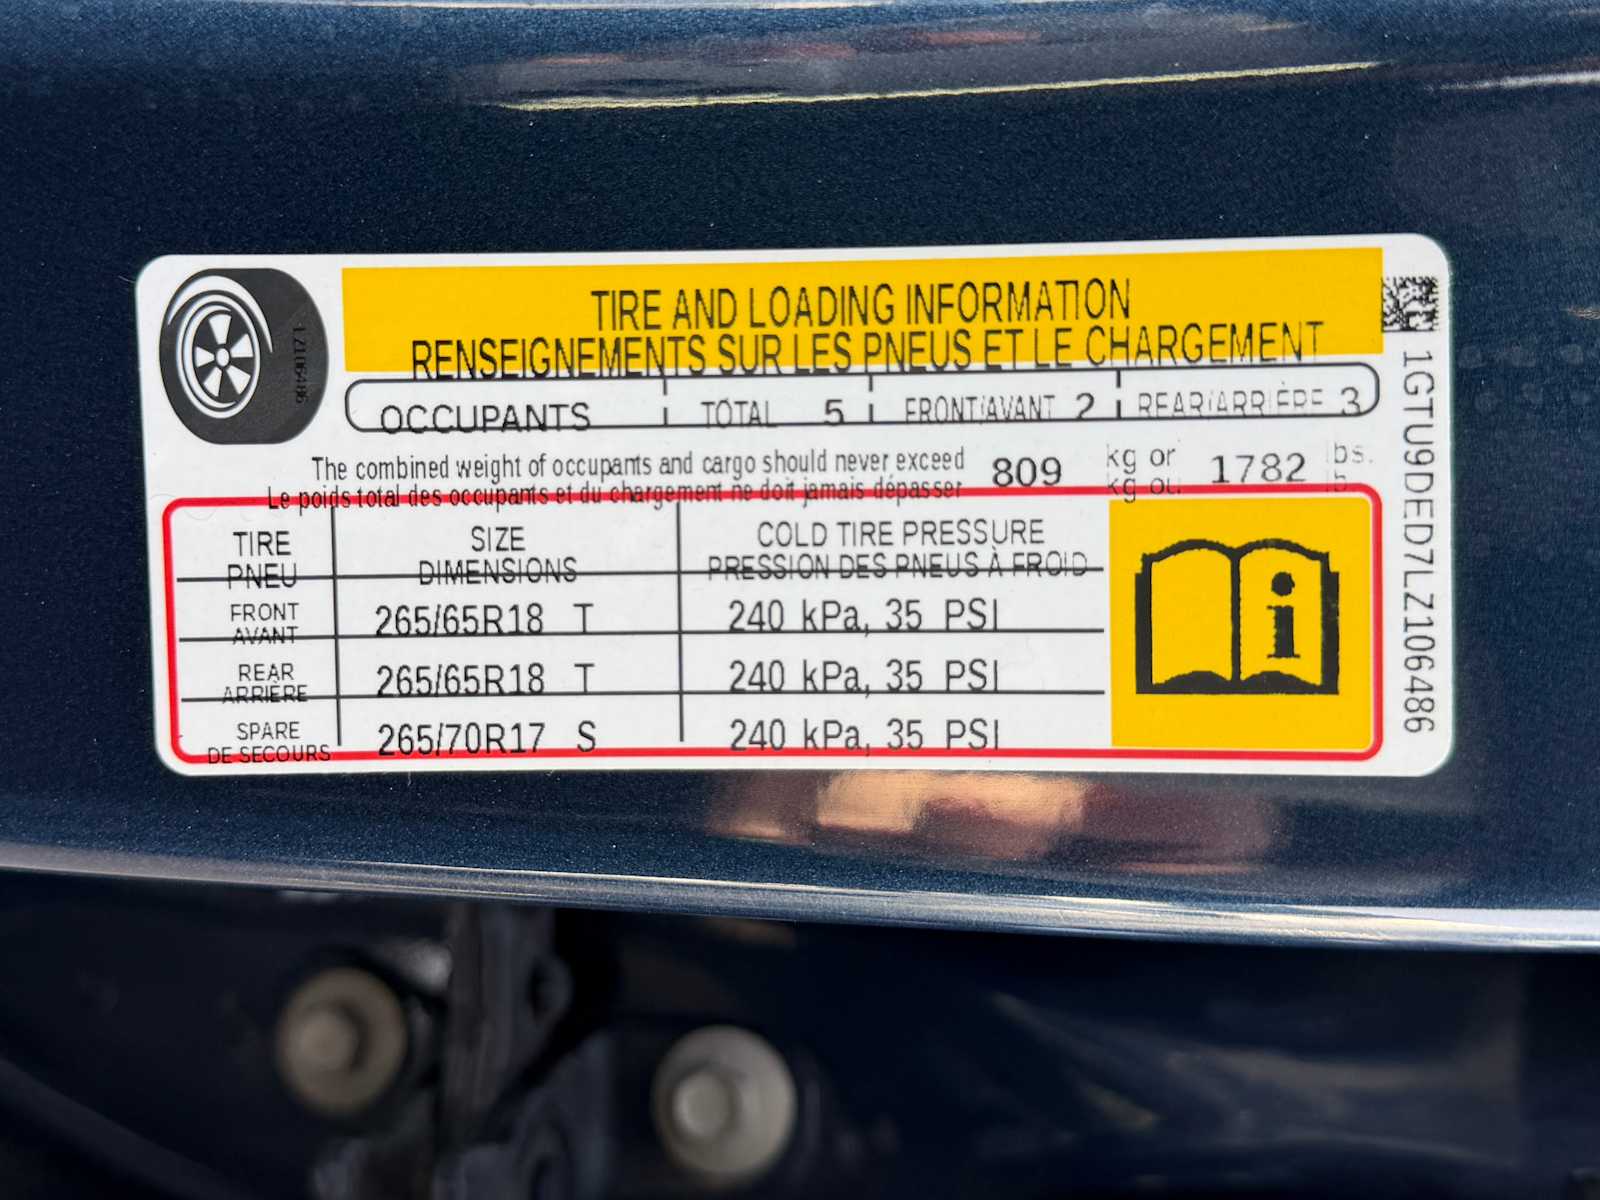 TIRE AND LOADING INFORMATION
RENSEIGNEMENTS SUR LES PNEUS ET LE CHARGEMENT
OCCUPANTS TOTAL 5 FRONT/AVANT 2 REAR/ARRIÈRE 3
The combined weight of occupants and cargo should never exceed 809 kg or 1782 lbs.
Le poids total des occupants et du chargement ne doit jamais dépasser kg ou lb.
TIRE SIZE COLD TIRE PRESSURE
PNEU DIMENSIONS PRESSION DES PNEUS À FROID
FRONT
AVANT 265/65R18 T 240 kPa, 35 PSI
REAR
ARRIÈRE 265/65R18 T 240 kPa, 35 PSI
SPARE
DE SECOURS 265/70R17 S 240 kPa, 35 PSI
i
1GTU9DED7LZ106486
LZ106486